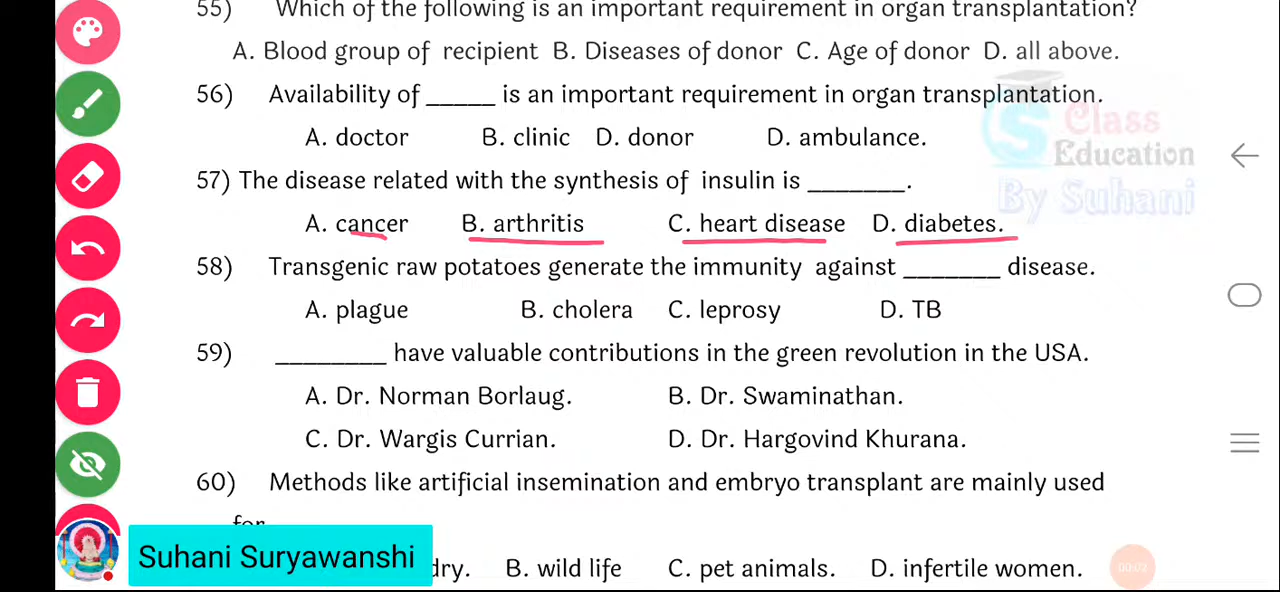 55) Which of the following is an important requirement in organ transplantation?
A. Blood group of recipient B. Diseases of donor C. Age of donor D. all above.
56) Availability of _____ is an important requirement in organ transplantation.
A. doctor B. clinic D. donor D. ambulance.
Class
Education
By Suhani
57) The disease related with the synthesis of insulin is _______.
A. cancer B. arthritis C. heart disease D. diabetes.
58) Transgenic raw potatoes generate the immunity against _______ disease.
A. plague B. cholera C. leprosy D. TB
59) ________ have valuable contributions in the green revolution in the USA.
A. Dr. Norman Borlaug. B. Dr. Swaminathan.
C. Dr. Wargis Currian. D. Dr. Hargovind Khurana.
60) Methods like artificial insemination and embryo transplant are mainly used
for
Suhani Suryawanshi
dry. B. wild life C. pet animals. D. infertile women.